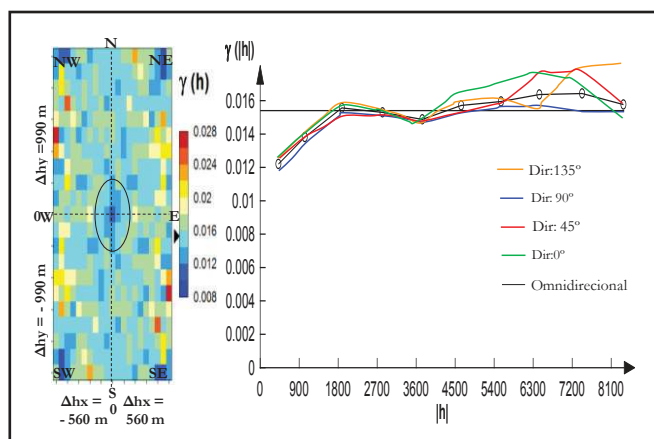 N
NW
NE
γ (h)
Δhy =990 m
0W
E
Δhy = - 990 m
SW
SE
S
0
Δhx =
- 560 m
Δhx =
560 m
0.028
0.024
0.020
0.016
0.012
0.008
γ (|h|)
0.016
0.014
0.012
0.01
0.008
0.006
0.004
0.002
0
0
900
1800
2700
3600
4500
5400
6300
7200
8100
|h|
Dir:135º
Dir: 90º
Dir: 45º
Dir:0º
Omnidirecional